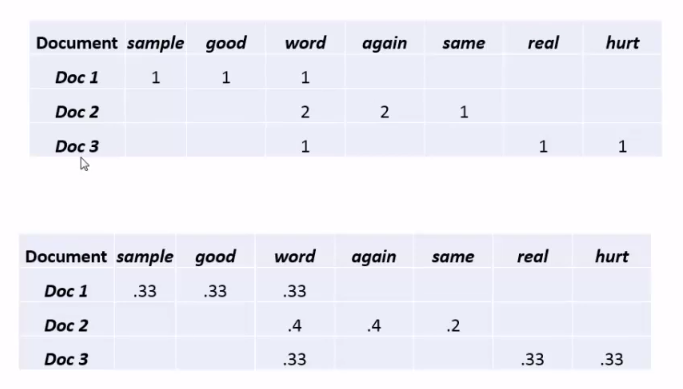 Document sample good word again same real hurt
Doc 1 1 1 1
Doc 2 2 2 1
Doc 3 1 1 1
Document sample good word again same real hurt
Doc 1 .33 .33 .33
Doc 2 .4 .4 .2
Doc 3 .33 .33 .33